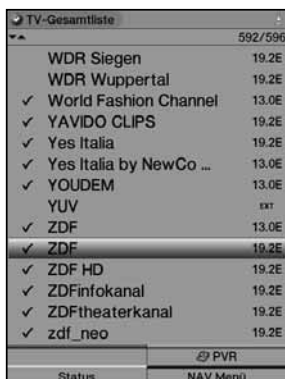 TV-Gesamtliste
592/596
WDR Siegen 19.2E
WDR Wuppertal 19.2E
✓ World Fashion Channel 13.0E
✓ YAVIDO CLIPS 19.2E
✓ Yes Italia 19.2E
✓ Yes Italia by NewCo ... 13.0E
✓ YOUDEM 13.0E
YUV EXT
✓ ZDF 13.0E
✓ ZDF 19.2E
✓ ZDF HD 19.2E
✓ ZDFinfokanal 19.2E
✓ ZDFtheaterkanal 19.2E
✓ zdf_neo 19.2E
PVR
Status NAV Menü